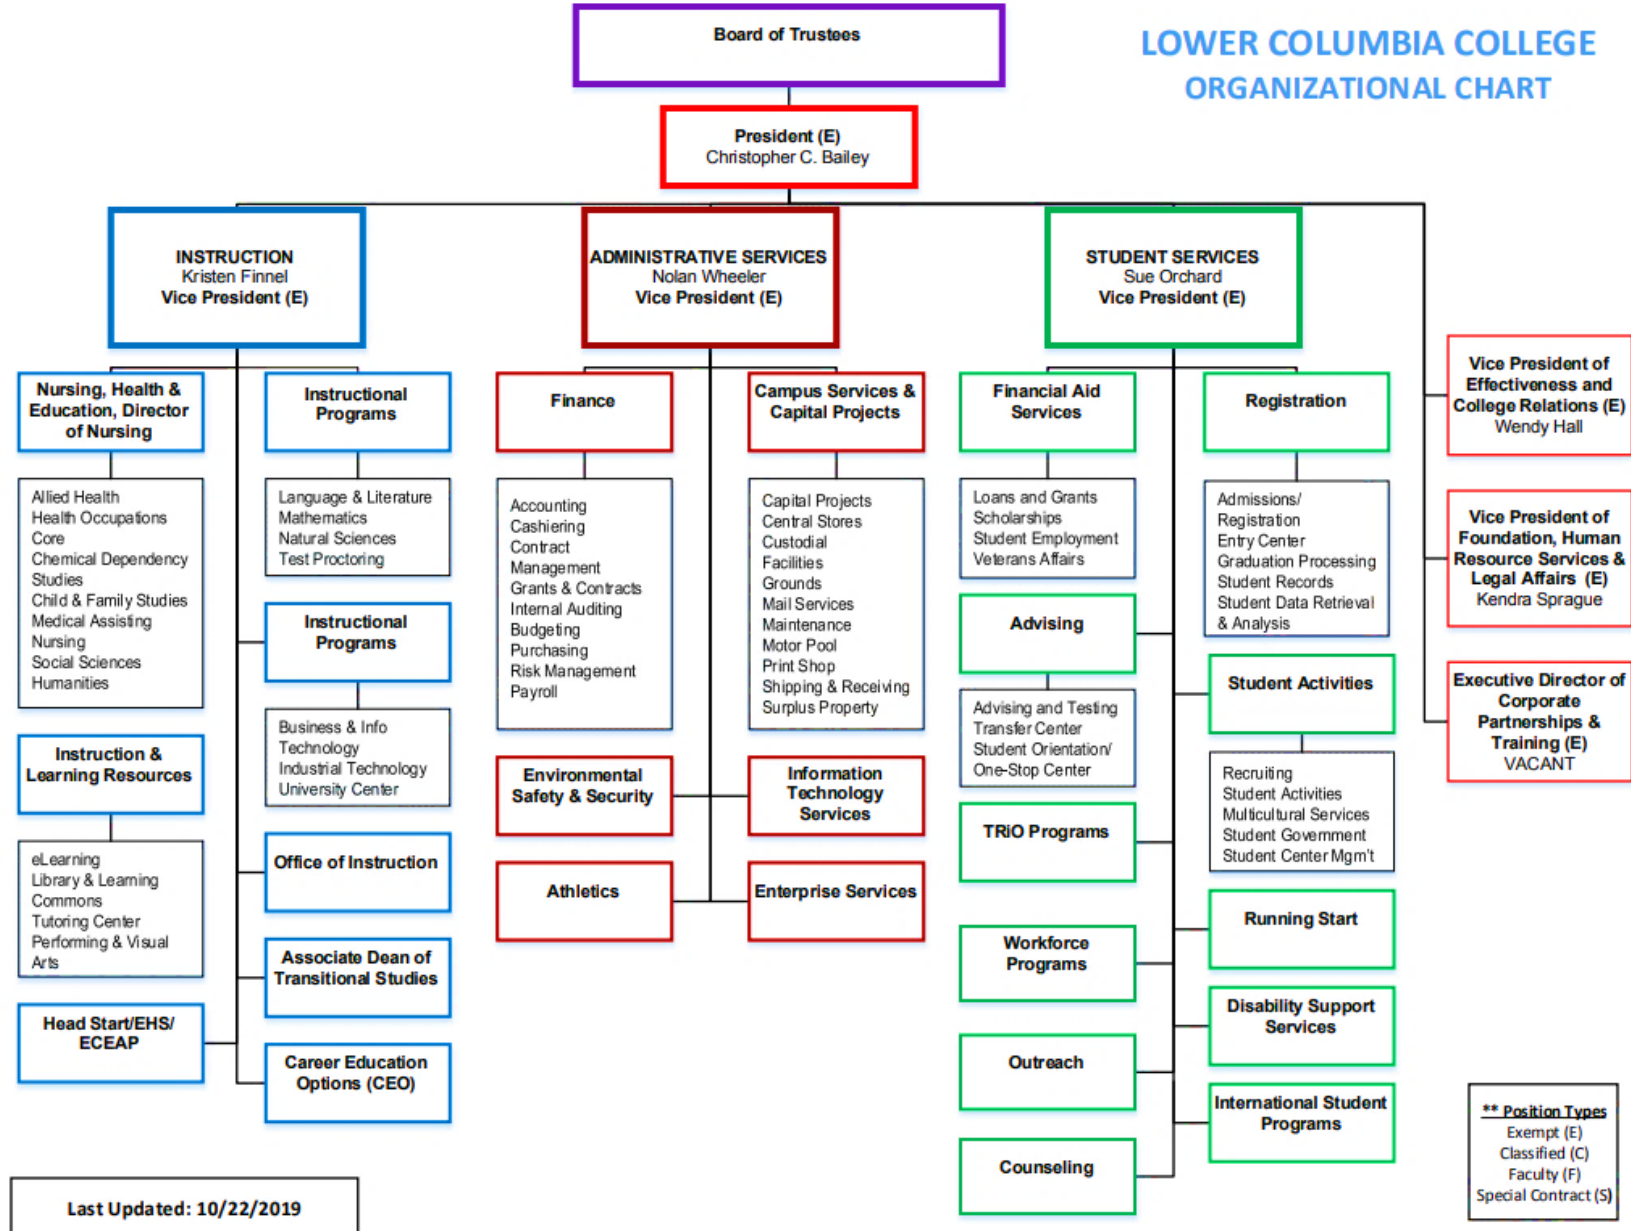 Board of Trustees
LOWER COLUMBIA COLLEGE
ORGANIZATIONAL CHART
President (E)
Christopher C. Bailey
INSTRUCTION
Kristen Finnel
Vice President (E)
ADMINISTRATIVE SERVICES
Nolan Wheeler
Vice President (E)
STUDENT SERVICES
Sue Orchard
Vice President (E)
Nursing, Health &
Education, Director
of Nursing
Allied Health
Health Occupations
Core
Chemical Dependency
Studies
Child & Family Studies
Medical Assisting
Nursing
Social Sciences
Humanities
Instruction &
Learning Resources
eLearning
Library & Learning
Commons
Tutoring Center
Performing & Visual
Arts
Head Start/EHS/
ECEAP
Instructional
Programs
Language & Literature
Mathematics
Natural Sciences
Test Proctoring
Instructional
Programs
Business & Info
Technology
Industrial Technology
University Center
Office of Instruction
Associate Dean of
Transitional Studies
Career Education
Options (CEO)
Finance
Accounting
Cashiering
Contract
Management
Grants & Contracts
Internal Auditing
Budgeting
Purchasing
Risk Management
Payroll
Environmental
Safety & Security
Athletics
Campus Services &
Capital Projects
Capital Projects
Central Stores
Custodial
Facilities
Grounds
Mail Services
Maintenance
Motor Pool
Print Shop
Shipping & Receiving
Surplus Property
Information
Technology
Services
Enterprise Services
Financial Aid
Services
Loans and Grants
Scholarships
Student Employment
Veterans Affairs
Advising
Advising and Testing
Transfer Center
Student Orientation/
One-Stop Center
TRiO Programs
Workforce
Programs
Outreach
Counseling
Registration
Admissions/
Registration
Entry Center
Graduation Processing
Student Records
Student Data Retrieval
& Analysis
Student Activities
Recruiting
Student Activities
Multicultural Services
Student Government
Student Center Mgm't
Running Start
Disability Support
Services
International Student
Programs
Vice President of
Effectiveness and
College Relations (E)
Wendy Hall
Vice President of
Foundation, Human
Resource Services &
Legal Affairs (E)
Kendra Sprague
Executive Director of
Corporate
Partnerships &
Training (E)
VACANT
** Position Types
Exempt (E)
Classified (C)
Faculty (F)
Special Contract (S)
Last Updated: 10/22/2019